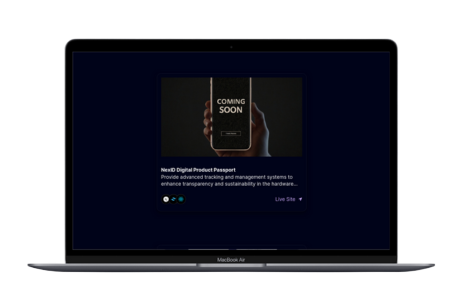 COMING
SOON
NexID Digital Product Passport
Provide advanced tracking and management systems to
enhance transparency and sustainability in the hardware...
Live Site
MacBook Air